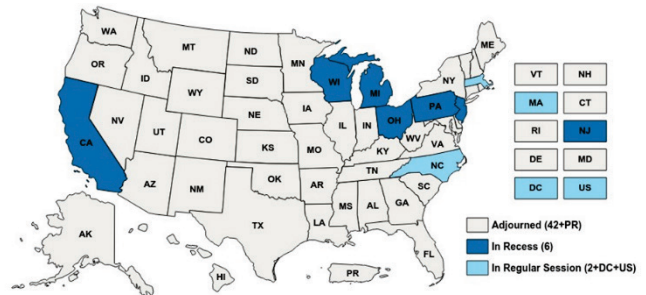 WA
MT
ND
MN
ME
OR
ID
WY
SD
WI
MI
NY
NV
UT
CO
NE
IA
IL
IN
OH
PA
CA
KS
MO
KY
WV
VA
AZ
NM
OK
AR
TN
NC
SC
TX
LA
MS
AL
GA
FL
AK
HI
PR
VT NH
MA CT
RI NJ
DE MD
DC US
Adjourned (42+PR)
In Recess (6)
In Regular Session (2+DC+US)